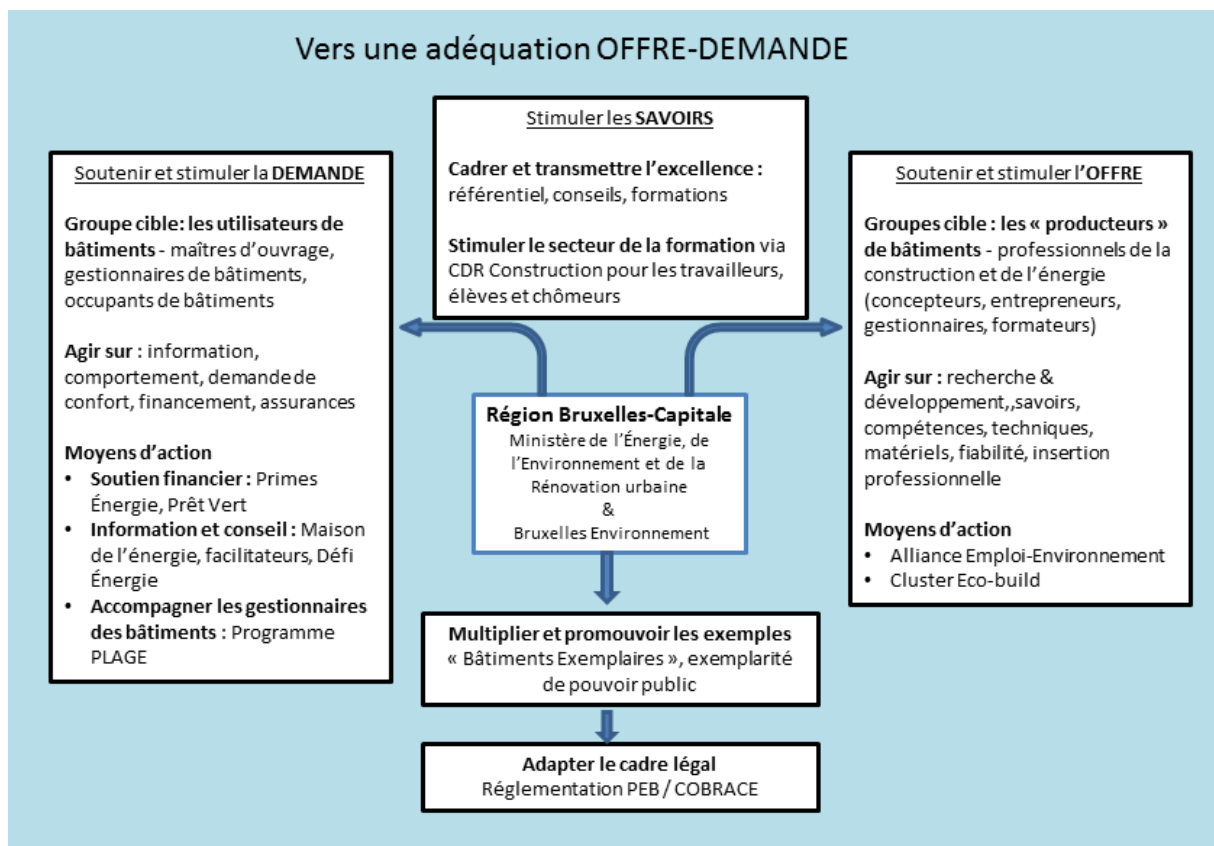 Vers une adéquation OFFRE-DEMANDE
Stimuler les SAVOIRS
Cadrer et transmettre l'excellence :
référentiel, conseils, formations
Stimuler le secteur de la formation via
CDR Construction pour les travailleurs,
élèves et chômeurs
Soutenir et stimuler la DEMANDE
Groupe cible: les utilisateurs de
bâtiments - maîtres d'ouvrage,
gestionnaires de bâtiments,
occupants de bâtiments
Agir sur : information,
comportement, demande de
confort, financement, assurances
Moyens d'action
• Soutien financier : Primes
Énergie, Prêt Vert
• Information et conseil : Maison
de l'énergie, facilitateurs, Défi
Énergie
• Accompagner les gestionnaires
des bâtiments : Programme
PLAGE
Soutenir et stimuler l'OFFRE
Groupes cible : les « producteurs »
de bâtiments - professionnels de la
construction et de l'énergie
(concepteurs, entrepreneurs,
gestionnaires, formateurs)
Agir sur : recherche &
développement,,savoirs,
compétences, techniques,
matériels, fiabilité, insertion
professionnelle
Moyens d'action
• Alliance Emploi-Environnement
• Cluster Eco-build
Région Bruxelles-Capitale
Ministère de l'Énergie, de
l'Environnement et de la
Rénovation urbaine
&
Bruxelles Environnement
Multiplier et promouvoir les exemples
« Bâtiments Exemplaires », exemplarité
de pouvoir public
Adapter le cadre légal
Réglementation PEB / COBRACE